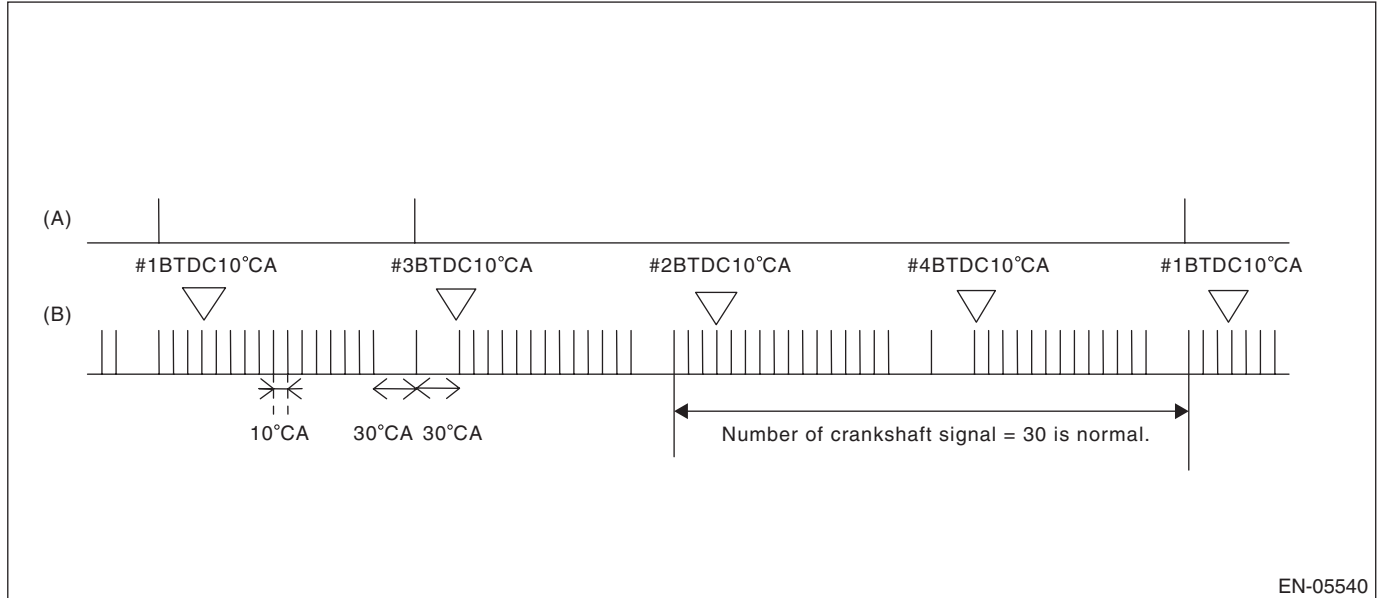 (A)
#1BTDC10°CA #3BTDC10°CA #2BTDC10°CA #4BTDC10°CA #1BTDC10°CA
(B)
10°CA 30°CA 30°CA Number of crankshaft signal = 30 is normal.
EN-05540